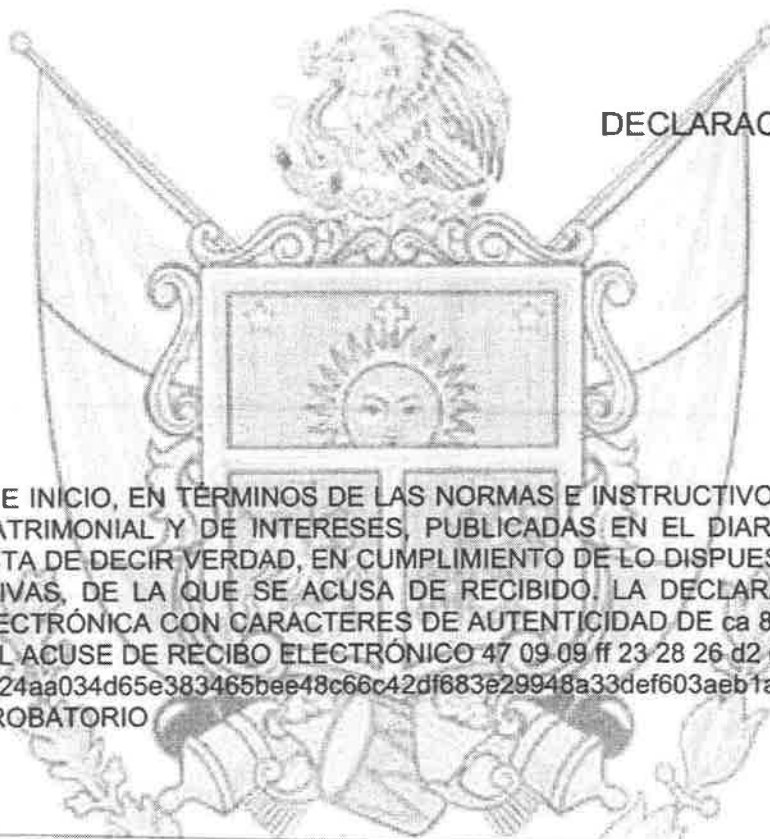 DECLARAC
E INICIO, EN TÉRMINOS DE LAS NORMAS E INSTRUCTIVO
ATRIMONIAL Y DE INTERESES, PUBLICADAS EN EL DIAR
TA DE DECIR VERDAD, EN CUMPLIMIENTO DE LO DISPUES
IVAS, DE LA QUE SE ACUSA DE RECIBIDO. LA DECLARA
ECTRÓNICA CON CARACTERES DE AUTENTICIDAD DE ca 8
L ACUSE DE RECIBO ELECTRÓNICO 47 09 09 ff 23 28 26 d2
24aa034d65e383465bee48c66c42df683e29948a33def603aeb1a
ROBATORIO